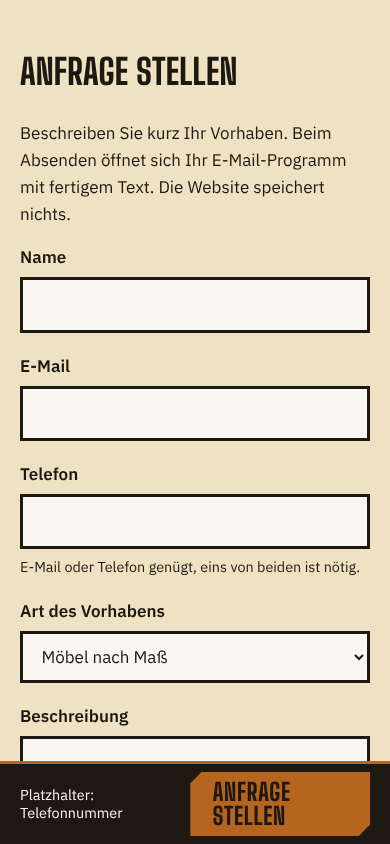 ANFRAGE STELLEN
Beschreiben Sie kurz Ihr Vorhaben. Beim
Absenden öffnet sich Ihr E-Mail-Programm
mit fertigem Text. Die Website speichert
nichts.
Name
E-Mail
Telefon
E-Mail oder Telefon genügt, eins von beiden ist nötig.
Art des Vorhabens
Möbel nach Maß
Beschreibung
Platzhalter:
Telefonnummer
ANFRAGE
STELLEN